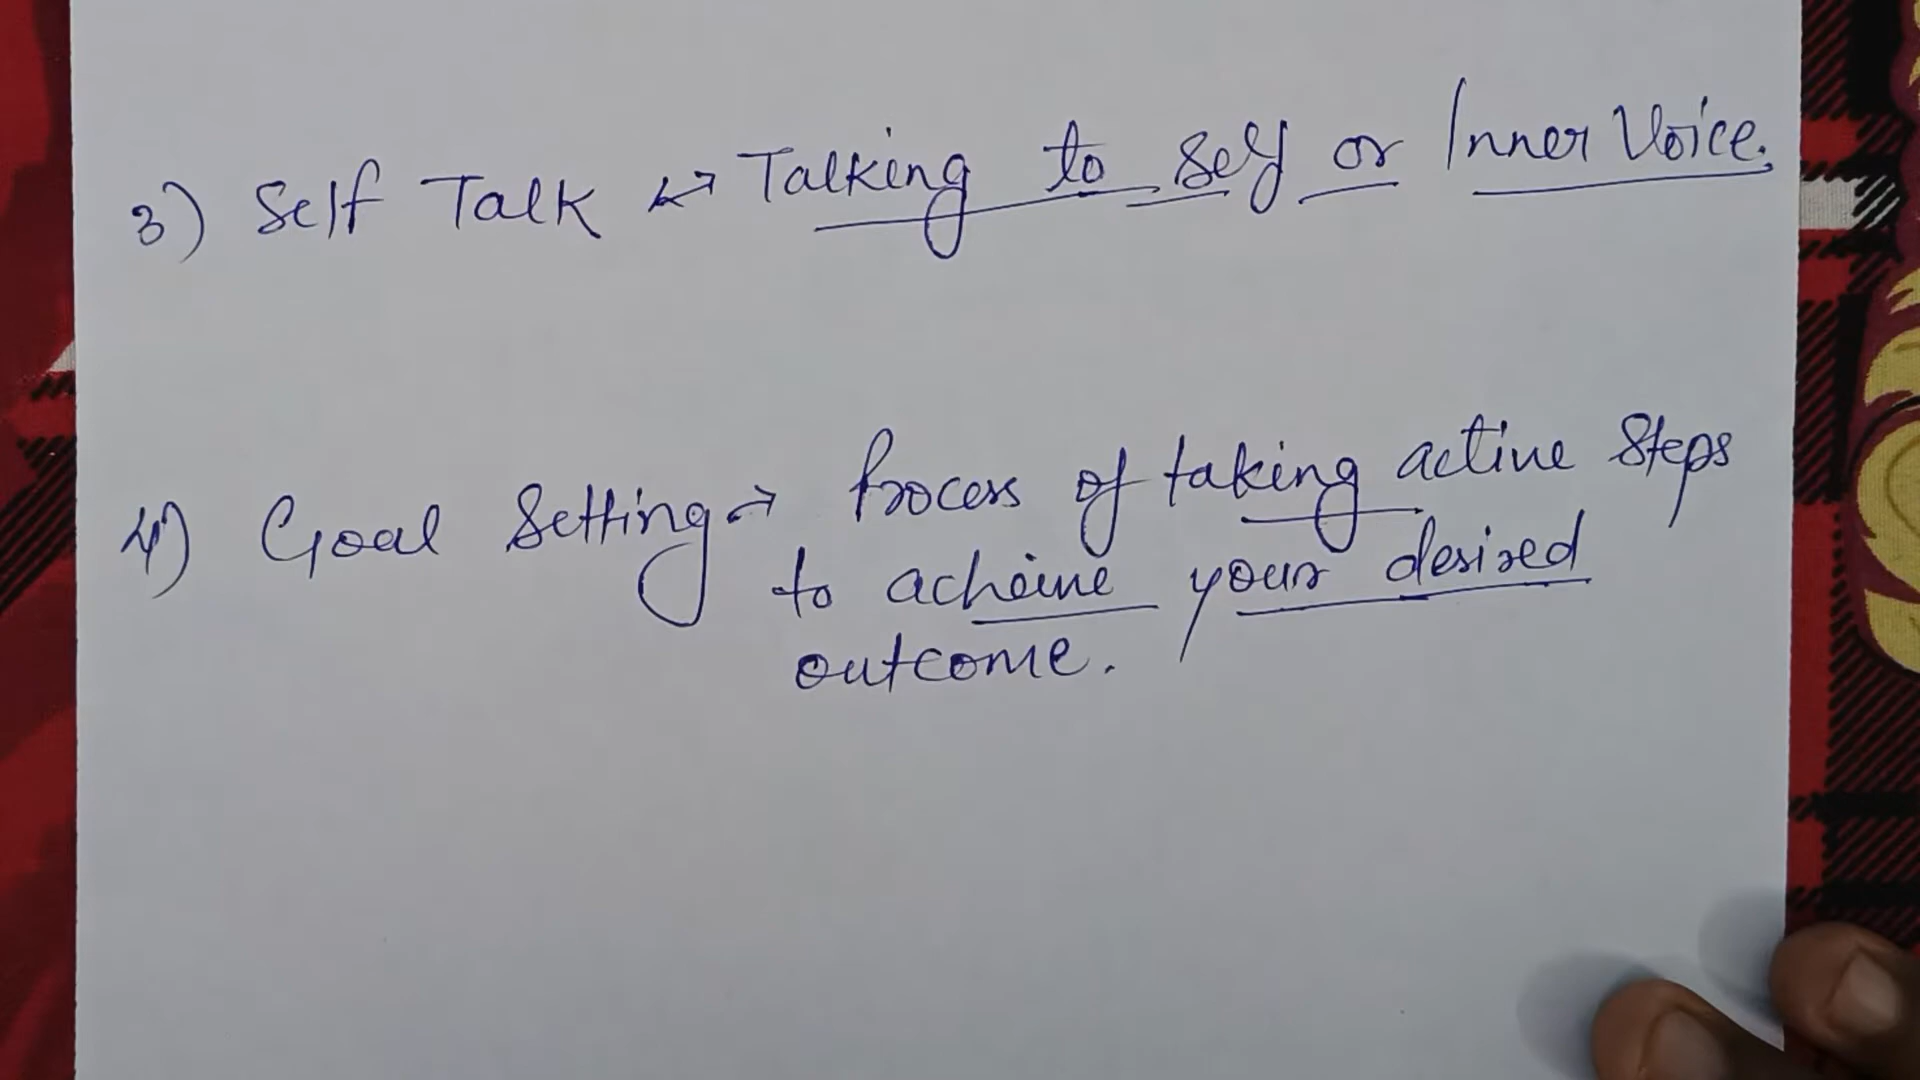 3) Self Talk ↔ Talking to self or Inner Voice.
4) Goal Setting → Process of taking active Steps
to acheive your desired
outcome.